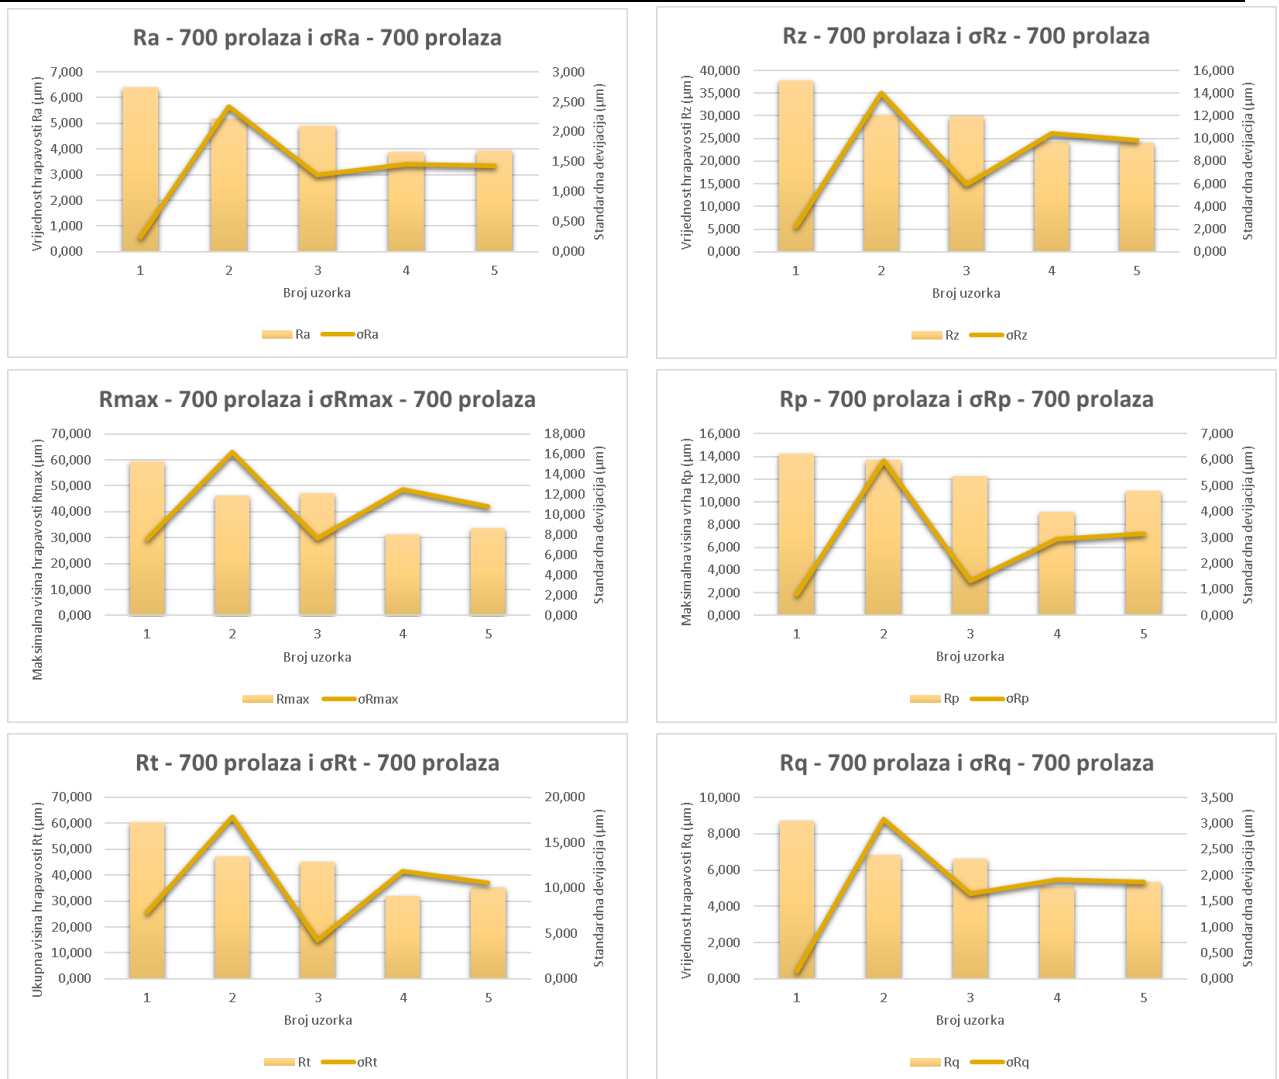 Ra - 700 prolaza i σRa - 700 prolaza
Vrijednost hrapavosti Ra (µm)
7,000
6,000
5,000
4,000
3,000
2,000
1,000
0,000
3,000
2,500
2,000
1,500
1,000
0,500
0,000
Standardna devijacija (µm)
1 2 3 4 5
Broj uzorka
Ra σRa
Rz - 700 prolaza i σRz - 700 prolaza
Vrijednost hrapavosti Rz (µm)
40,000
35,000
30,000
25,000
20,000
15,000
10,000
5,000
0,000
16,000
14,000
12,000
10,000
8,000
6,000
4,000
2,000
0,000
Standardna devijacija (µm)
1 2 3 4 5
Broj uzorka
Rz σRz
Rmax - 700 prolaza i σRmax - 700 prolaza
Maksimalna visina hrapavosti Rmax (µm)
70,000
60,000
50,000
40,000
30,000
20,000
10,000
0,000
18,000
16,000
14,000
12,000
10,000
8,000
6,000
4,000
2,000
0,000
Standardna devijacija (µm)
1 2 3 4 5
Broj uzorka
Rmax σRmax
Rp - 700 prolaza i σRp - 700 prolaza
Maksimalna visina vrha Rp (µm)
16,000
14,000
12,000
10,000
8,000
6,000
4,000
2,000
0,000
7,000
6,000
5,000
4,000
3,000
2,000
1,000
0,000
Standardna devijacija (µm)
1 2 3 4 5
Broj uzorka
Rp σRp
Rt - 700 prolaza i σRt - 700 prolaza
Ukupna visina hrapavosti Rt (µm)
70,000
60,000
50,000
40,000
30,000
20,000
10,000
0,000
20,000
15,000
10,000
5,000
0,000
Standardna devijacija (µm)
1 2 3 4 5
Broj uzorka
Rt σRt
Rq - 700 prolaza i σRq - 700 prolaza
Vrijednost hrapavosti Rq (µm)
10,000
8,000
6,000
4,000
2,000
0,000
3,500
3,000
2,500
2,000
1,500
1,000
0,500
0,000
Standardna devijacija (µm)
1 2 3 4 5
Broj uzorka
Rq σRq